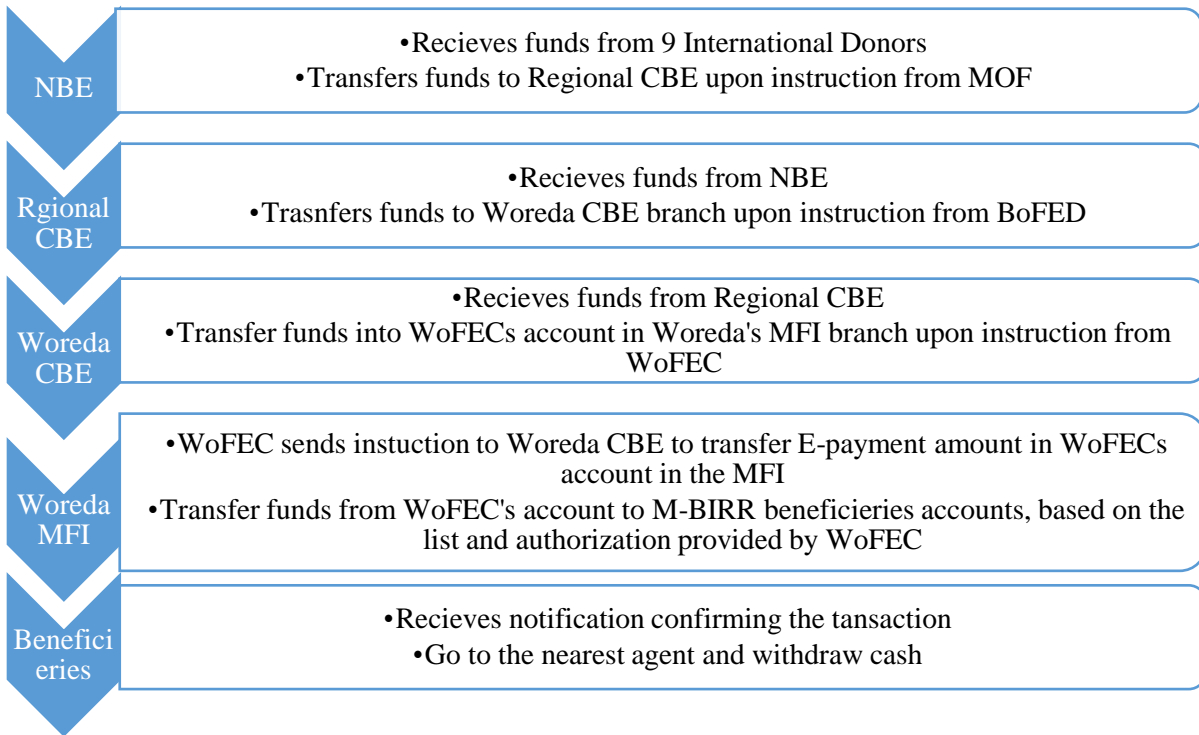 NBE
•Recieves funds from 9 International Donors
•Transfers funds to Regional CBE upon instruction from MOF
Rgional
CBE
•Recieves funds from NBE
•Trasnfers funds to Woreda CBE branch upon instruction from BoFED
Woreda
CBE
•Recieves funds from Regional CBE
•Transfer funds into WoFECs account in Woreda's MFI branch upon instruction from
WoFEC
Woreda
MFI
•WoFEC sends instuction to Woreda CBE to transfer E-payment amount in WoFECs
account in the MFI
•Transfer funds from WoFEC's account to M-BIRR beneficieries accounts, based on the
list and authorization provided by WoFEC
Benefici
eries
•Recieves notification confirming the tansaction
•Go to the nearest agent and withdraw cash